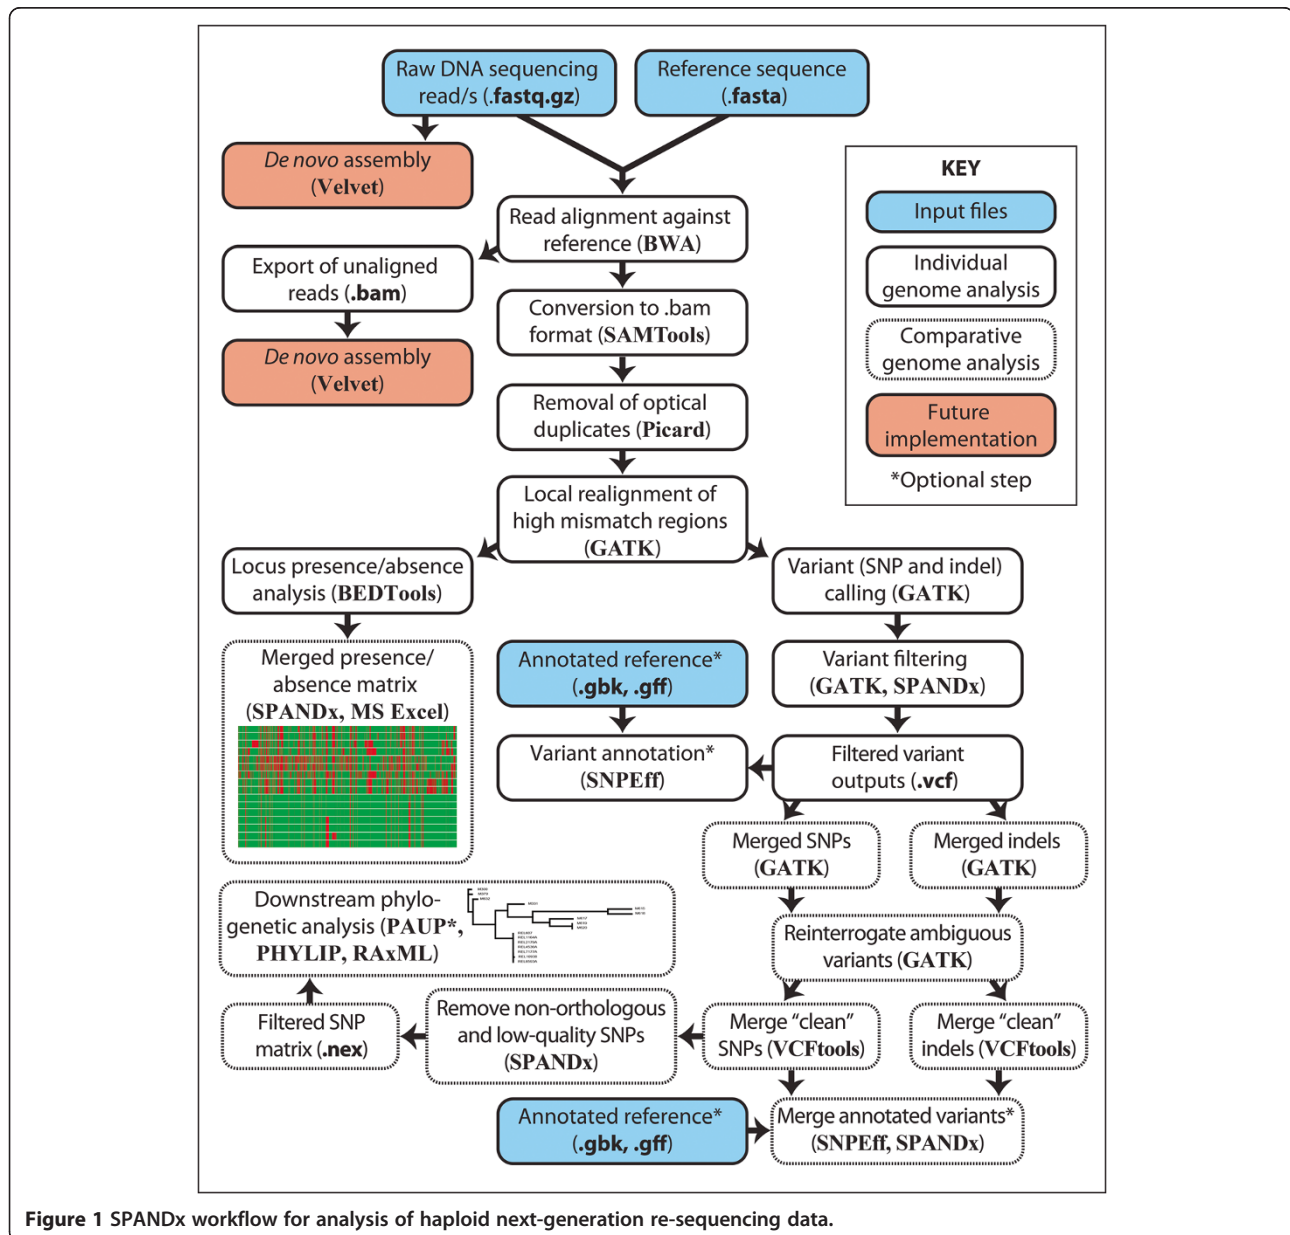 Raw DNA sequencing
read/s (.fastq.gz)
Reference sequence
(.fasta)
De novo assembly
(Velvet)
KEY
Input files
Individual
genome analysis
Comparative
genome analysis
Future
implementation
*Optional step
Read alignment against
reference (BWA)
Export of unaligned
reads (.bam)
Conversion to .bam
format (SAMTools)
De novo assembly
(Velvet)
Removal of optical
duplicates (Picard)
Local realignment of
high mismatch regions
(GATK)
Locus presence/absence
analysis (BEDTools)
Variant (SNP and indel)
calling (GATK)
Merged presence/
absence matrix
(SPANDx, MS Excel)
Annotated reference*
(.gbk, .gff)
Variant filtering
(GATK, SPANDx)
Variant annotation*
(SNPEff)
Filtered variant
outputs (.vcf)
Merged SNPs
(GATK)
Merged indels
(GATK)
Downstream phylo-
genetic analysis (PAUP*,
PHYLIP, RAxML)
Reinterrogate ambiguous
variants (GATK)
Filtered SNP
matrix (.nex)
Remove non-orthologous
and low-quality SNPs
(SPANDx)
Merge “clean”
SNPs (VCFtools)
Merge “clean”
indels (VCFtools)
Annotated reference*
(.gbk, .gff)
Merge annotated variants*
(SNPEff, SPANDx)
Figure 1 SPANDx workflow for analysis of haploid next-generation re-sequencing data.